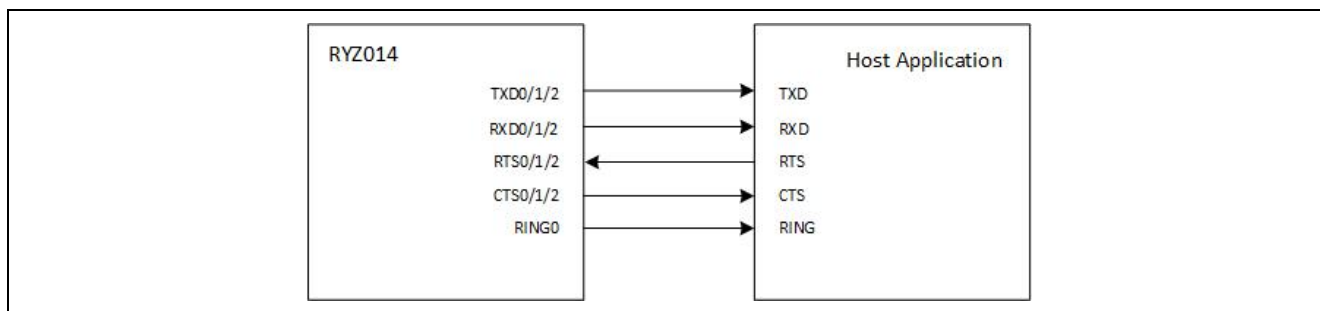 RYZ014
Host Application
TXD0/1/2
TXD
RXD0/1/2
RXD
RTS0/1/2
RTS
CTS0/1/2
CTS
RING0
RING